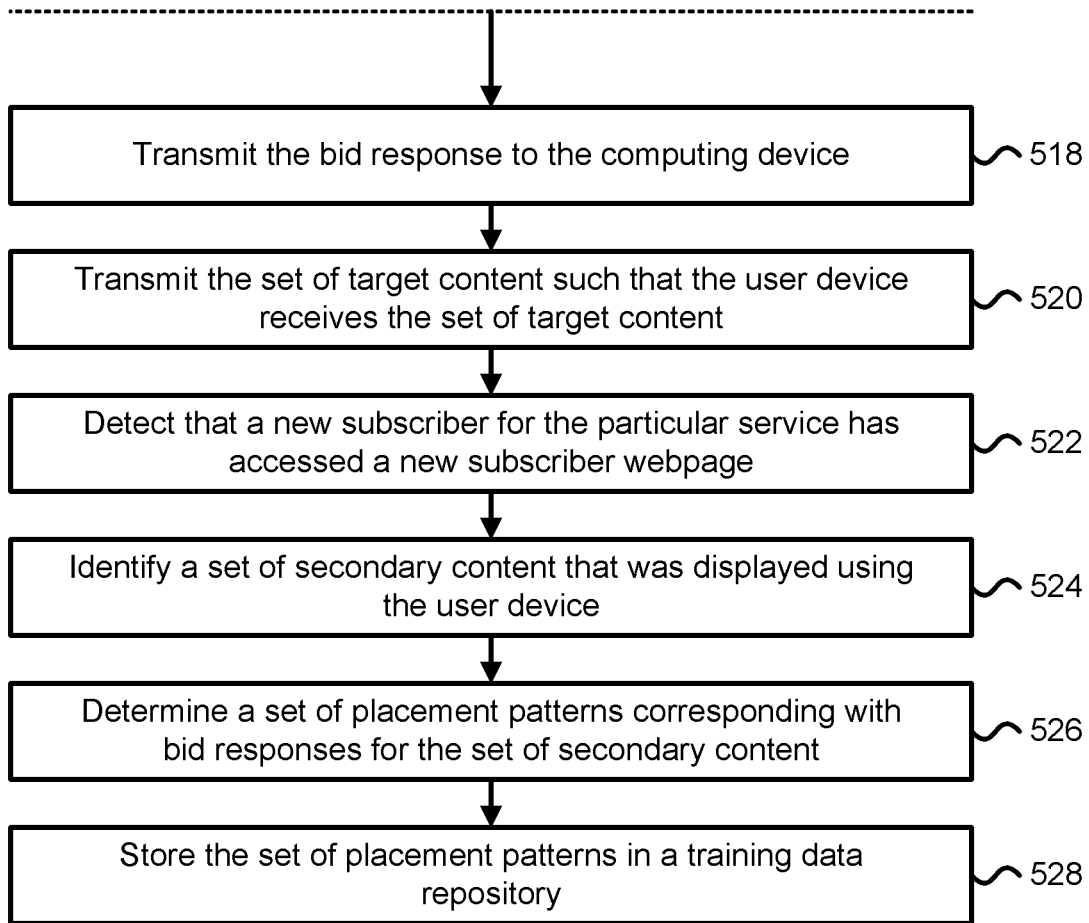 Transmit the bid response to the computing device
518
Transmit the set of target content such that the user device
receives the set of target content
520
Detect that a new subscriber for the particular service has
accessed a new subscriber webpage
522
Identify a set of secondary content that was displayed using
the user device
524
Determine a set of placement patterns corresponding with
bid responses for the set of secondary content
526
Store the set of placement patterns in a training data
repository
528